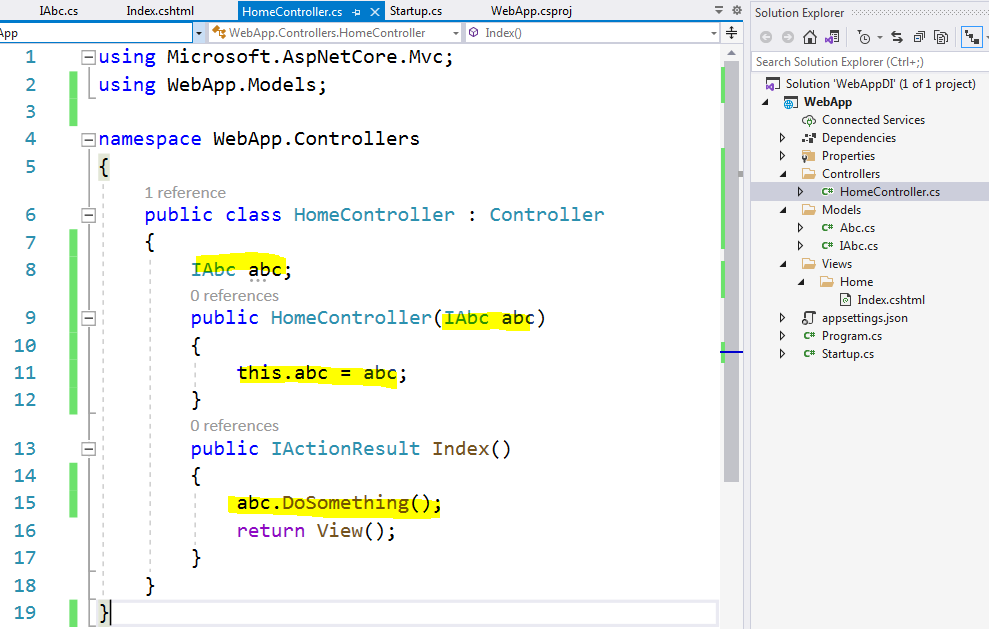 IAbc.cs Index.cshtml HomeController.cs Startup.cs WebApp.csproj
App WebApp.Controllers.HomeController Index()
1 using Microsoft.AspNetCore.Mvc;
2 using WebApp.Models;
3
4 namespace WebApp.Controllers
5 {
1 reference
6 public class HomeController : Controller
7 {
8 IAbc abc;
0 references
9 public HomeController(IAbc abc)
10 {
11 this.abc = abc;
12 }
0 references
13 public IActionResult Index()
14 {
15 abc.DoSomething();
16 return View();
17 }
18 }
19 }
Solution Explorer
Search Solution Explorer (Ctrl+;)
Solution 'WebAppDI' (1 of 1 project)
WebApp
Connected Services
Dependencies
Properties
Controllers
C# HomeController.cs
Models
C# Abc.cs
C# IAbc.cs
Views
Home
Index.cshtml
appsettings.json
C# Program.cs
C# Startup.cs